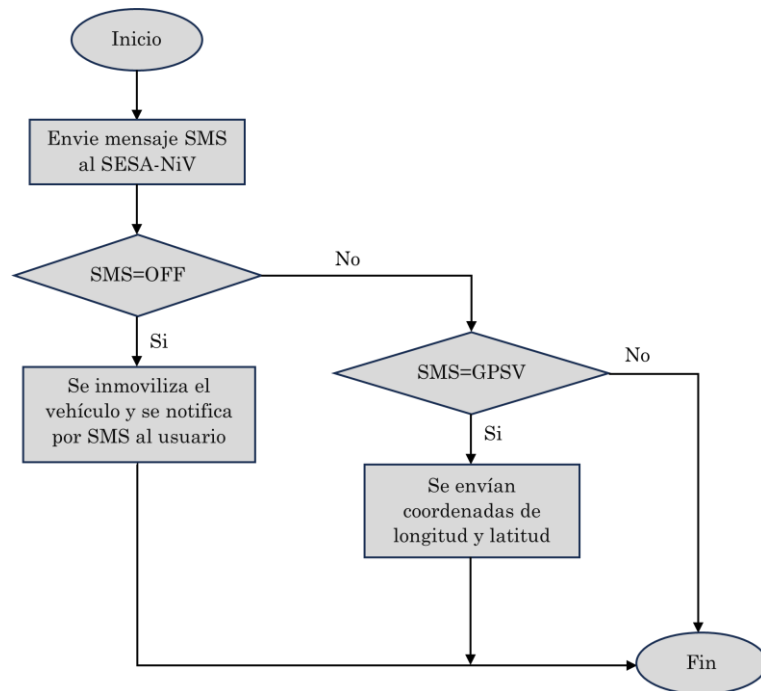 Inicio
Envie mensaje SMS
al SESA-NiV
SMS=OFF
No
Si
SMS=GPSV
No
Se inmoviliza el
vehículo y se notifica
por SMS al usuario
Si
Se envían
coordenadas de
longitud y latitud
Fin